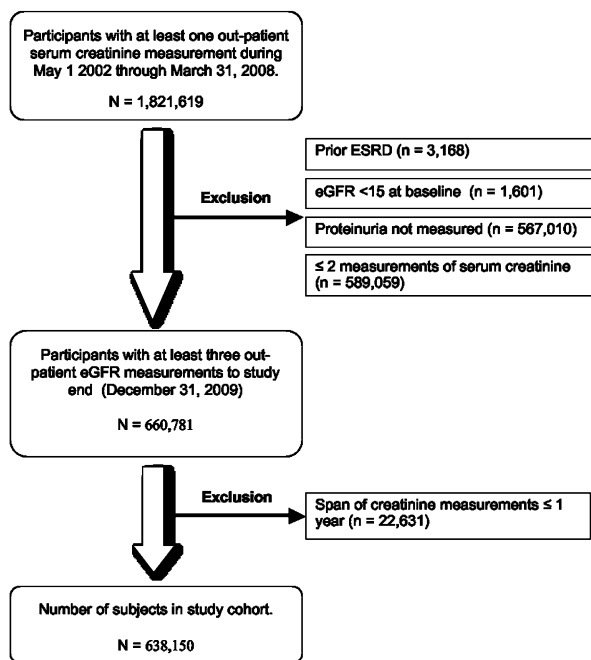 Participants with at least one out-patient
serum creatinine measurement during
May 1 2002 through March 31, 2008.
N = 1,821,619
Exclusion
Prior ESRD (n = 3,168)
eGFR <15 at baseline (n = 1,601)
Proteinuria not measured (n = 567,010)
≤ 2 measurements of serum creatinine
(n = 589,059)
Participants with at least three out-
patient eGFR measurements to study
end (December 31, 2009)
N = 660,781
Exclusion
Span of creatinine measurements ≤ 1
year (n = 22,631)
Number of subjects in study cohort.
N = 638,150